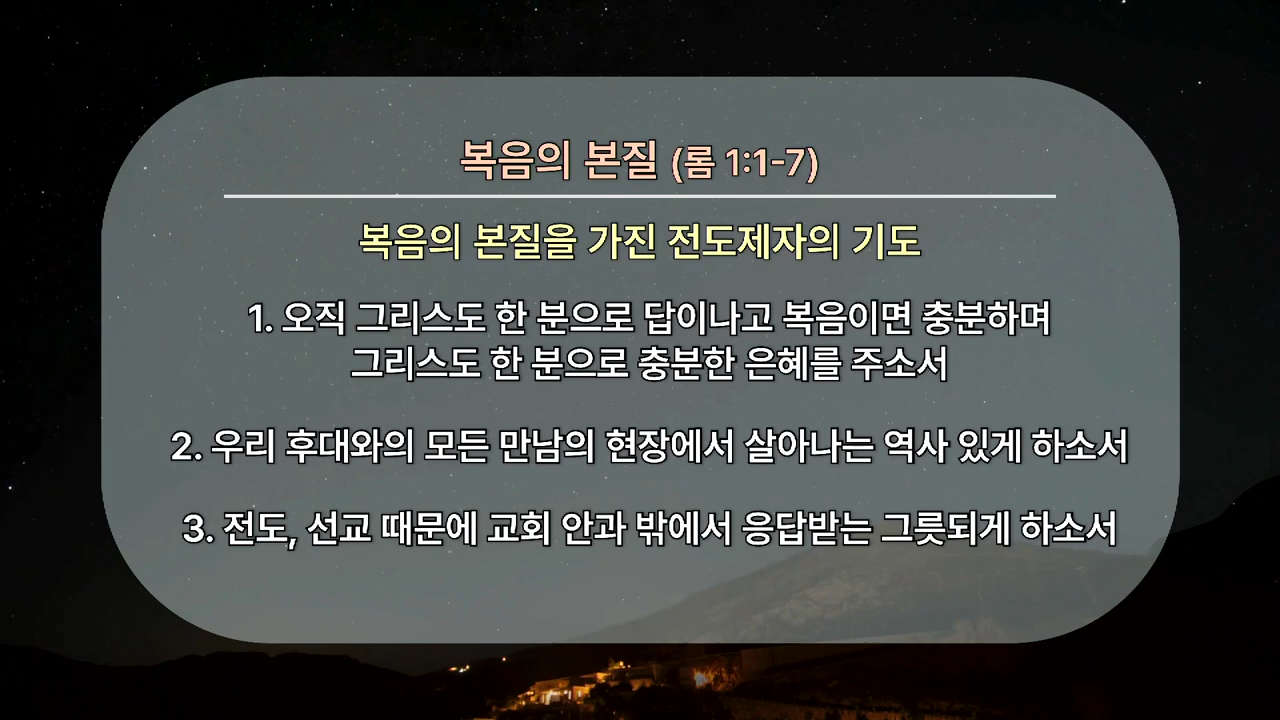 복음의 본질 (롬 1:1-7)
복음의 본질을 가진 전도제자의 기도
1. 오직 그리스도 한 분으로 답이나고 복음이면 충분하며
그리스도 한 분으로 충분한 은혜를 주소서
2. 우리 후대와의 모든 만남의 현장에서 살아나는 역사 있게 하소서
3. 전도, 선교 때문에 교회 안과 밖에서 응답받는 그릇되게 하소서